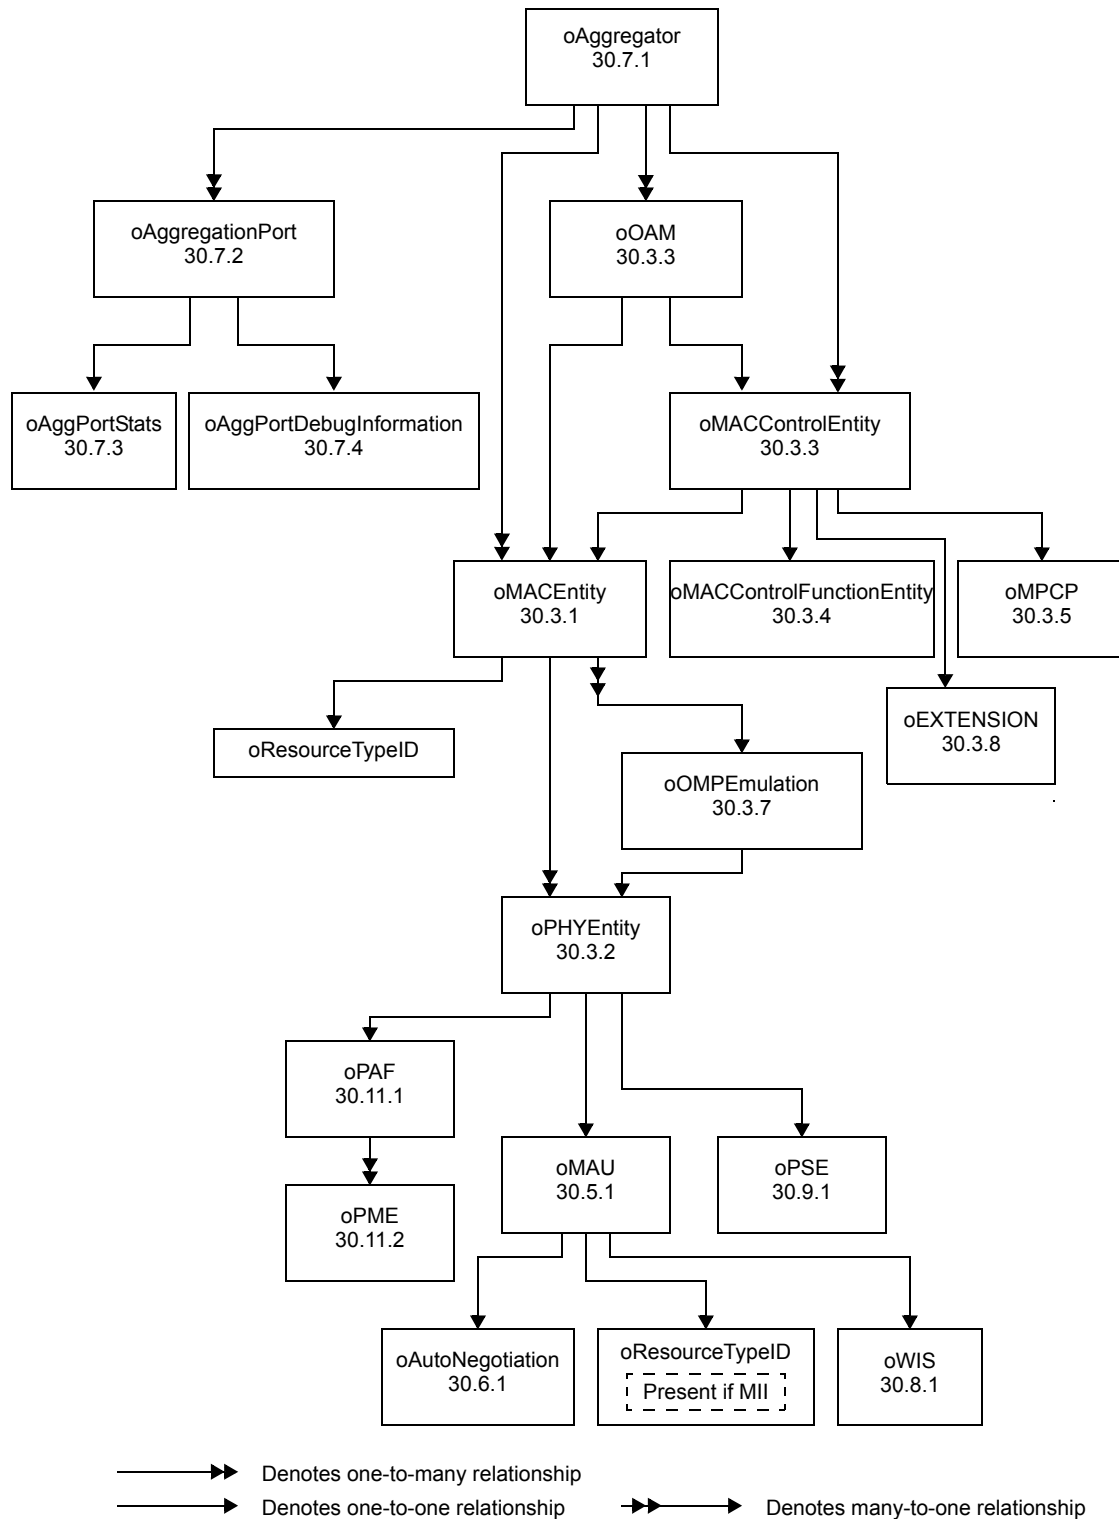 oAggregator
30.7.1
oAggregationPort
30.7.2
oOAM
30.3.3
oAggPortStats
30.7.3
oAggPortDebugInformation
30.7.4
oMACControlEntity
30.3.3
oMACEntity
30.3.1
oMACControlFunctionEntity
30.3.4
oMPCP
30.3.5
oResourceTypeID
oEXTENSION
30.3.8
oOMPEmulation
30.3.7
oPHYEntity
30.3.2
oPAF
30.11.1
oMAU
30.5.1
oPSE
30.9.1
oPME
30.11.2
oAutoNegotiation
30.6.1
oResourceTypeID
Present if MII
oWIS
30.8.1
Denotes one-to-many relationship
Denotes one-to-one relationship
Denotes many-to-one relationship